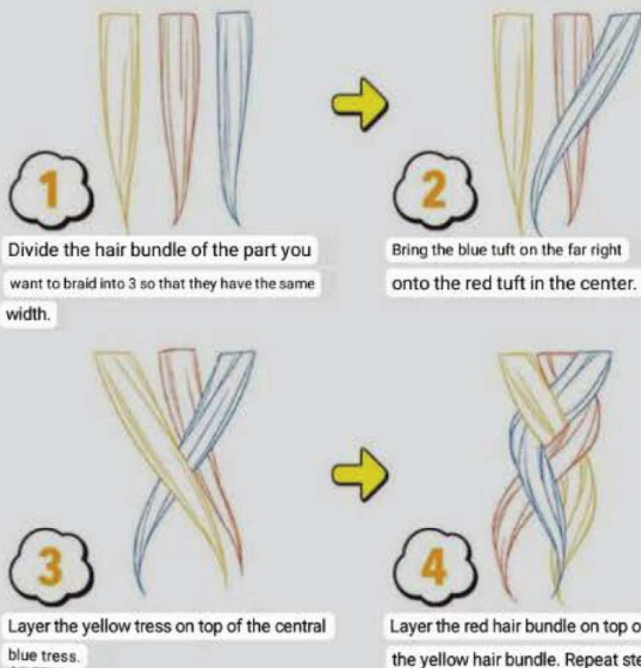 1
Divide the hair bundle of the part you
want to braid into 3 so that they have the same
width.
2
Bring the blue tuft on the far right
onto the red tuft in the center.
3
Layer the yellow tress on top of the central
blue tress.
4
Layer the red hair bundle on top
the yellow hair bundle. Repeat